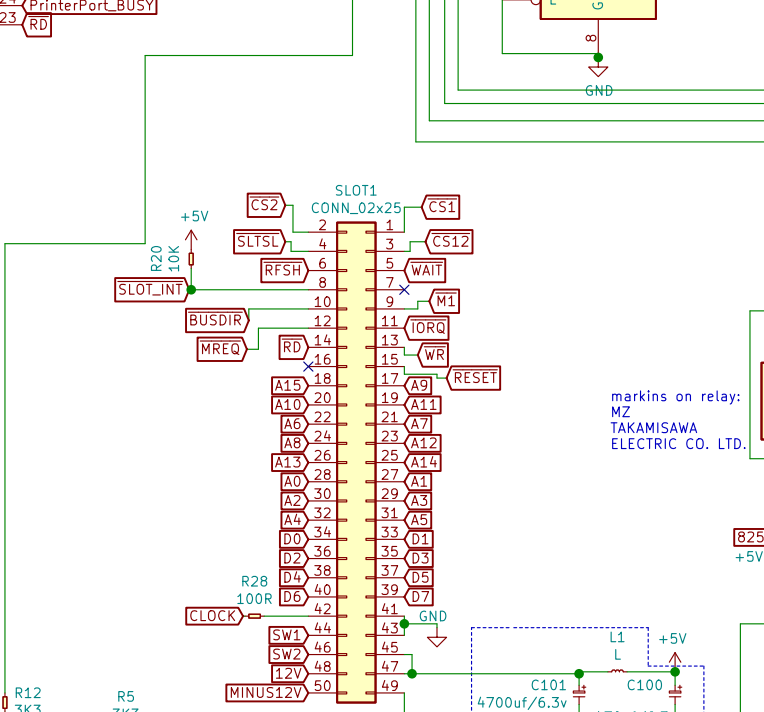 PrinterPort_BUSY
23
RD
G
8
GND
SLOT1
CONN_02x25
CS2
CS1
+5V
2
1
SLTSL
4
3
CS12
R20
10K
RFSH
6
5
WAIT
SLOT_INT
8
7
10
9
M1
BUSDIR
12
11
IORQ
MREQ
RD
14
13
WR
16
15
RESET
A15
18
17
A9
A10
20
19
A11
A6
22
21
A7
A8
24
23
A12
A13
26
25
A14
A0
28
27
A1
A2
30
29
A3
A4
32
31
A5
D0
34
33
D1
D2
36
35
D3
D4
38
37
D5
D6
40
39
D7
R28
100R
CLOCK
42
41
GND
SW1
44
43
SW2
46
45
12V
48
47
MINUS12V
50
49
markins on relay:
MZ
TAKAMISAWA
ELECTRIC CO. LTD.
825
+5V
L1
L
+5V
C101
4700uf/6.3v
C100
R12
3K3
R5
3K3